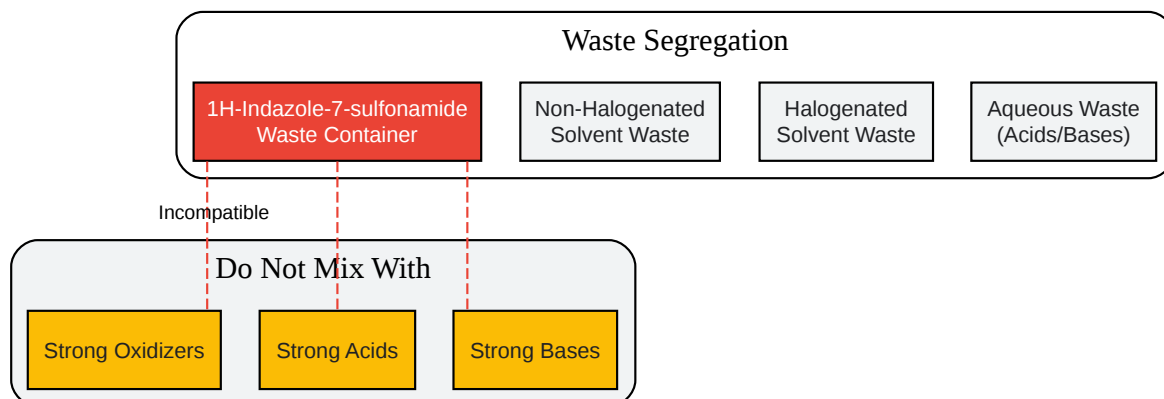 Waste Segregation
1H-Indazole-7-sulfonamide
Waste Container
Non-Halogenated
Solvent Waste
Halogenated
Solvent Waste
Aqueous Waste
(Acids/Bases)
Incompatible
Do Not Mix With
Strong Oxidizers
Strong Acids
Strong Bases